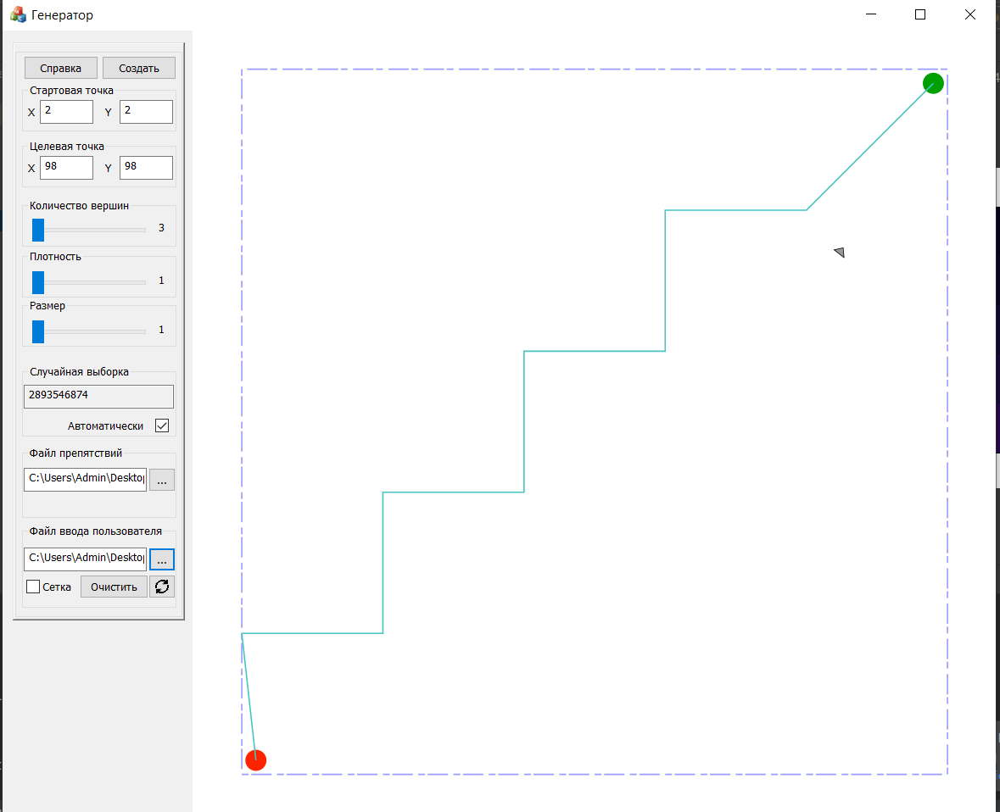 Генератор
Справка Создать
Стартовая точка
X 2 Y 2
Целевая точка
X 98 Y 98
Количество вершин
3
Плотность
1
Размер
1
Случайная выборка
2893546874
Автоматически
Файл препятствий
C:\Users\Admin\Desktop ...
Файл ввода пользователя
C:\Users\Admin\Desktop ...
Сетка Очистить